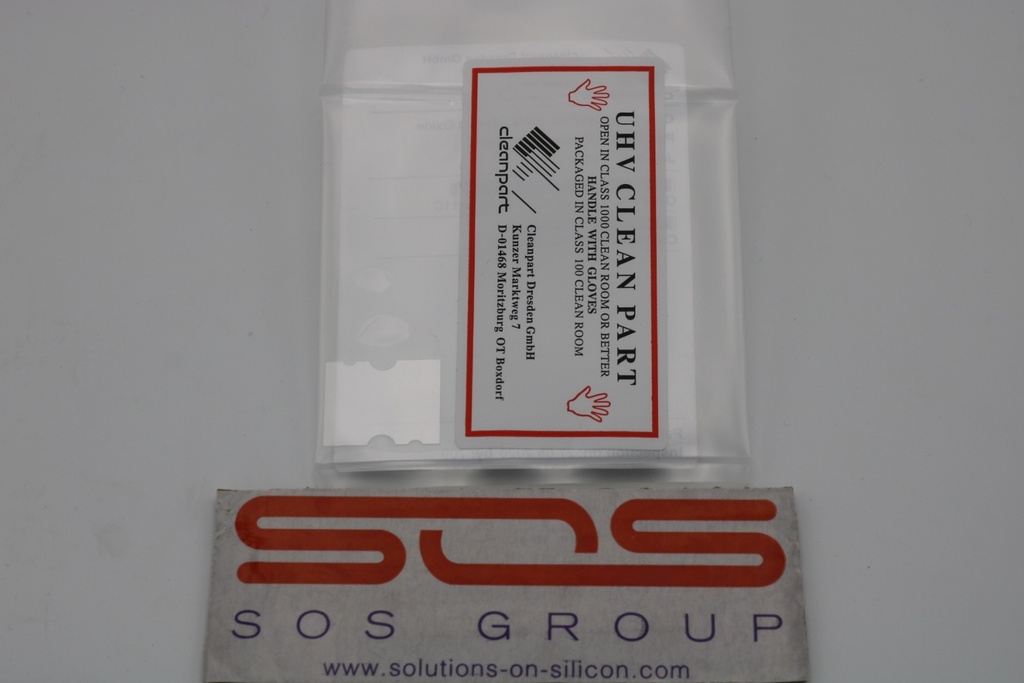 UHV CLEAN PART
OPEN IN CLASS 1000 CLEAN ROOM OR BETTER
HANDLE WITH GLOVES
PACKAGED IN CLASS 100 CLEAN ROOM
cleanpart
Cleanpart Dresden GmbH
Kunzer Marktweg 7
D-01468 Moritzburg OT Boxdorf
SOS
SOS GROUP
www.solutions-on-silicon.com